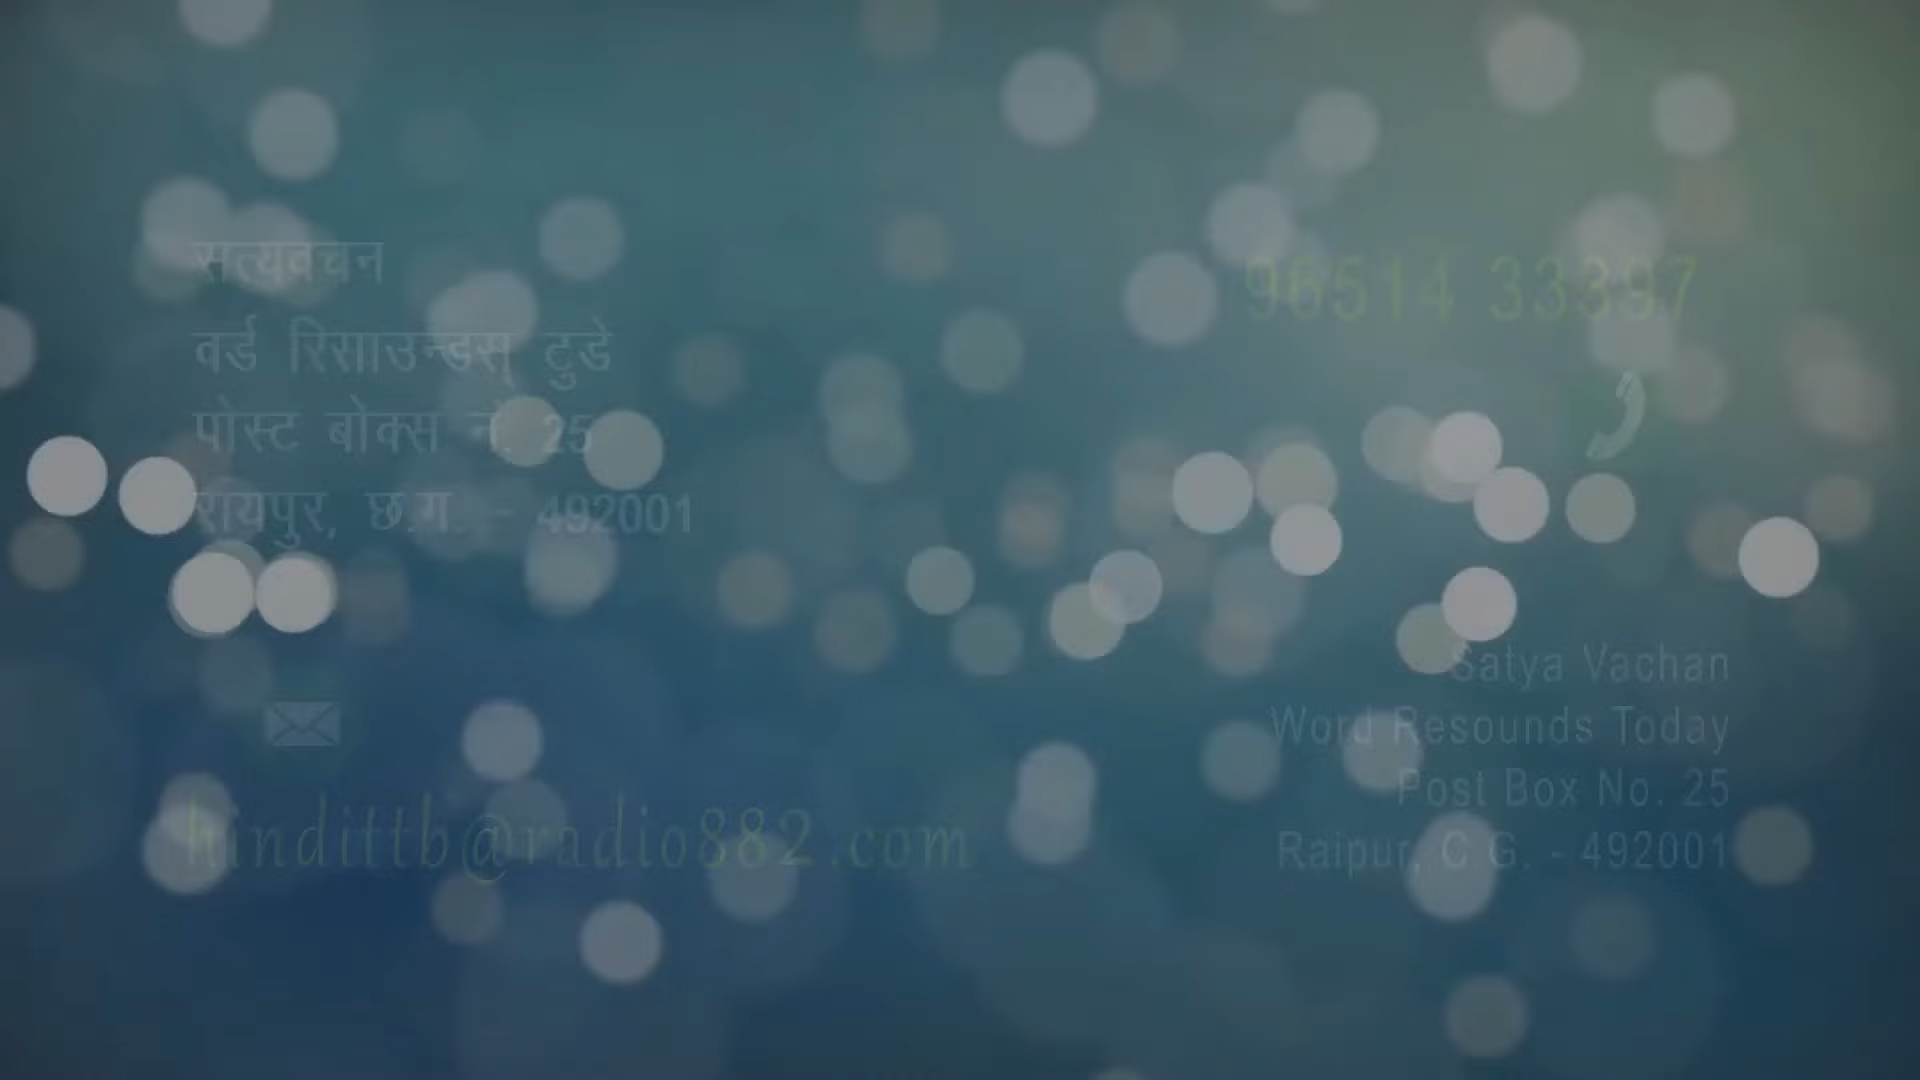 सत्यवचन
वर्ड रिसाउन्डस् टुडे
पोस्ट बोक्स नं. 25
रायपुर, छ.ग. - 492001
hindittb@radio882.com
96514 33397
Satya Vachan
Word Resounds Today
Post Box No. 25
Raipur, C G. - 492001